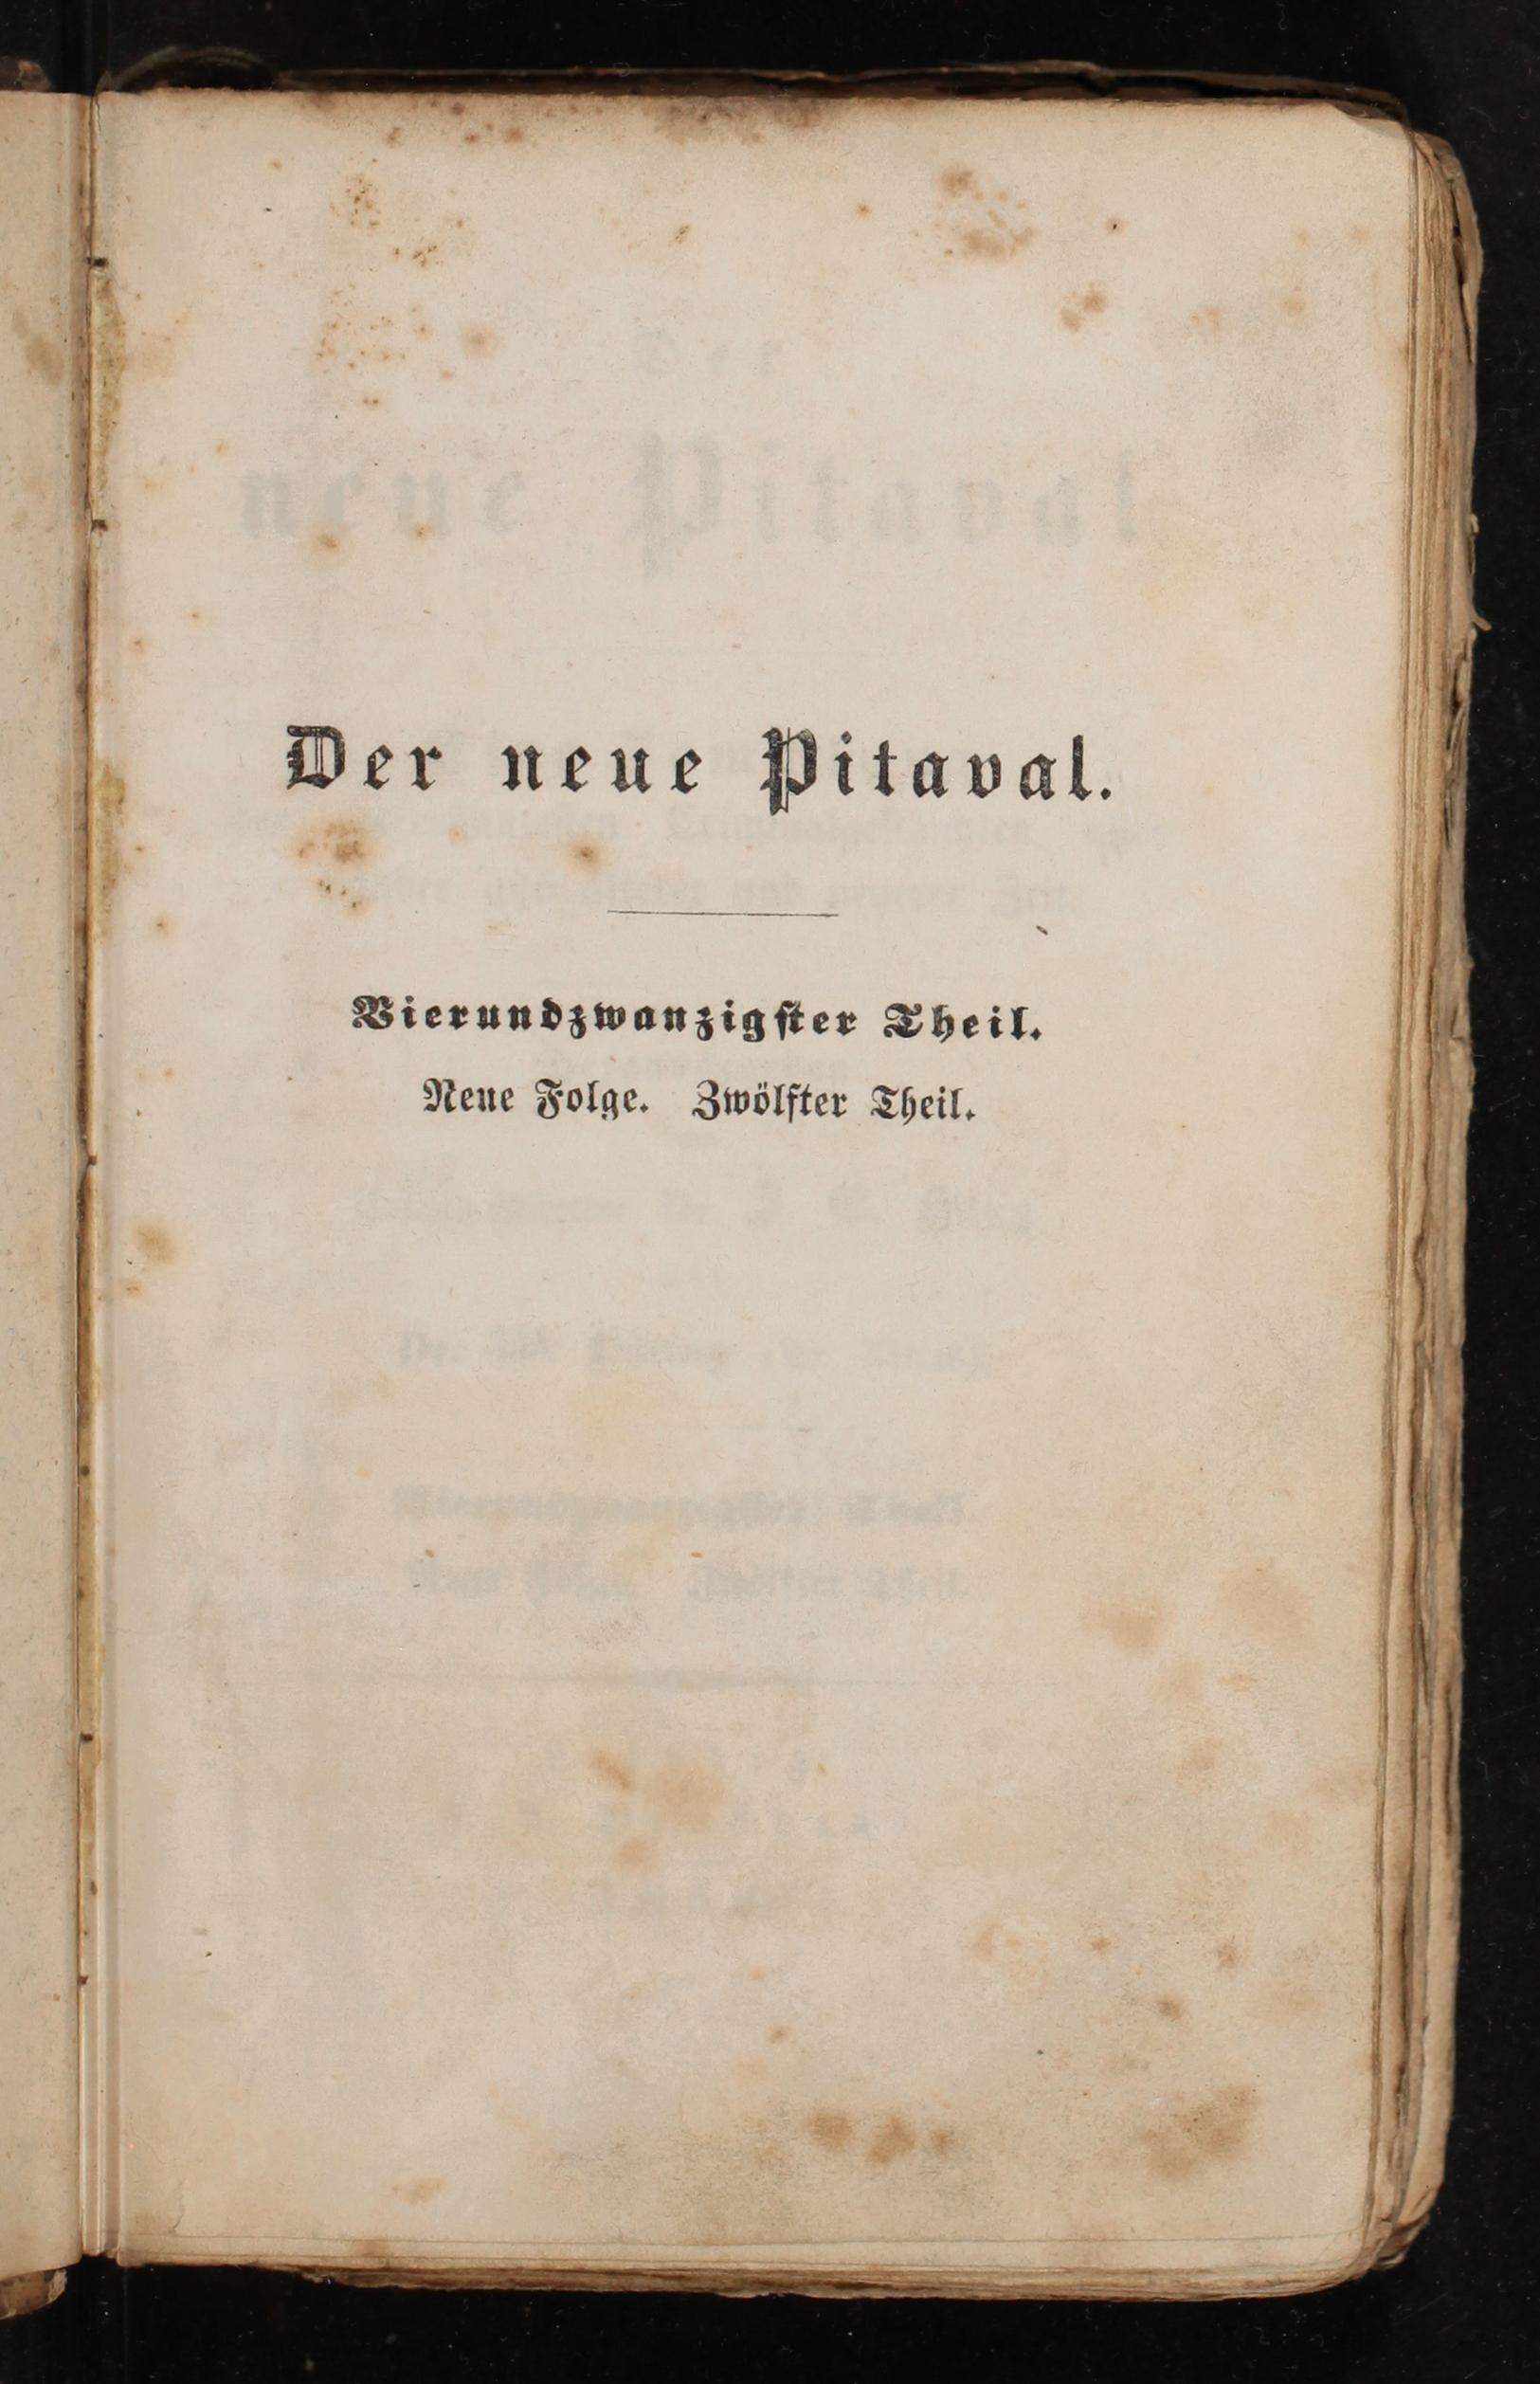 Der neue Pitaval.
Vierundzwanzigster Theil.
Neue Folge. Zwölfter Theil.